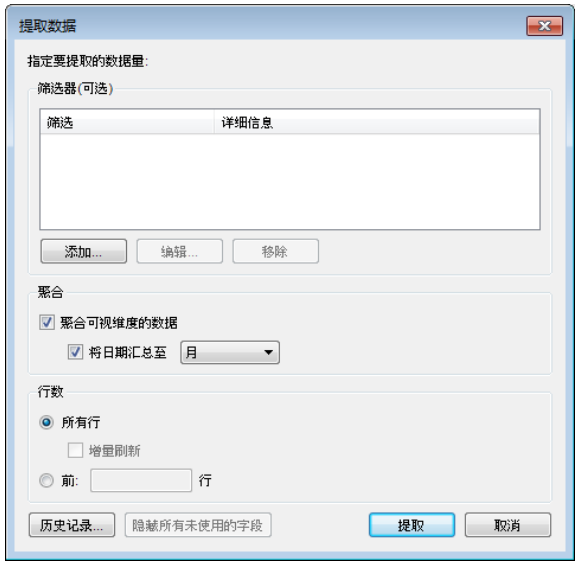 提取数据
指定要提取的数据量:
筛选器(可选)
筛选 详细信息
添加... 编辑... 移除
聚合
聚合可视维度的数据
将日期汇总至 月
行数
所有行
增量刷新
前: 行
历史记录... 隐藏所有未使用的字段 提取 取消